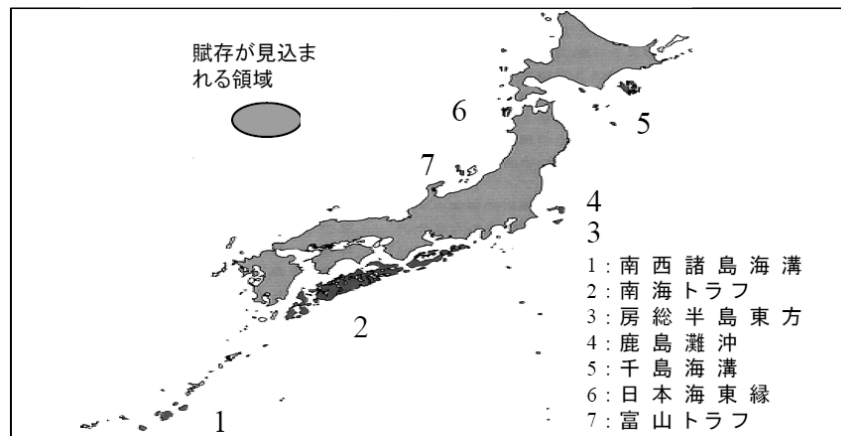 賦存が見込ま
れる領域
6
5
7
4
3
1：南西諸島海溝
2：南海トラフ
3：房総半島東方
4：鹿島灘沖
5：千島海溝
6：日本海東縁
7：富山トラフ
2
1